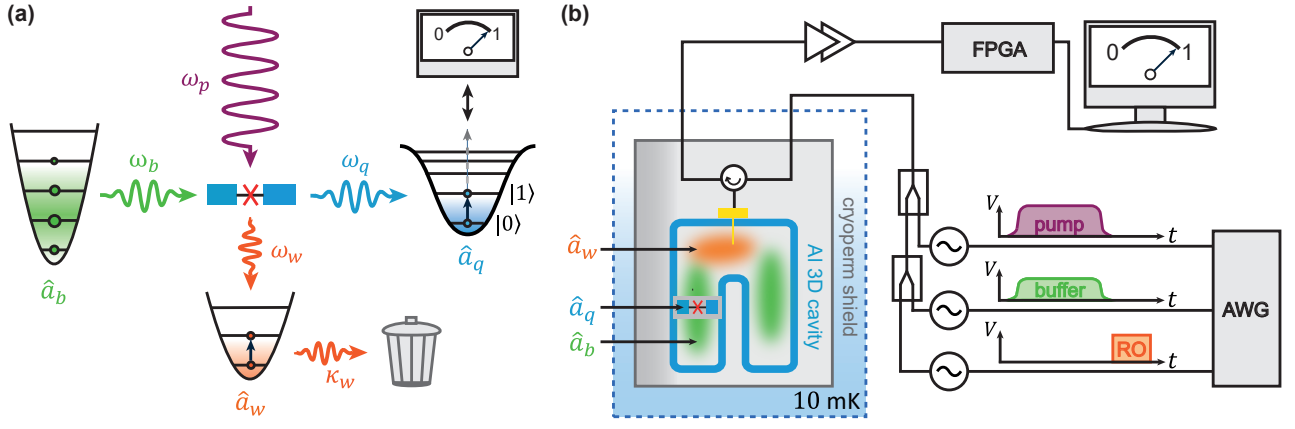 (a)
ω_p
0 1
ω_b
ω_q
|1⟩
|0⟩
ω_w
â_b
â_q
κ_w
â_w
(b)
FPGA
0 1
cryoperm shield
Al 3D cavity
â_w
â_q
â_b
10 mK
V
pump
t
V
buffer
t
V
RO
t
AWG